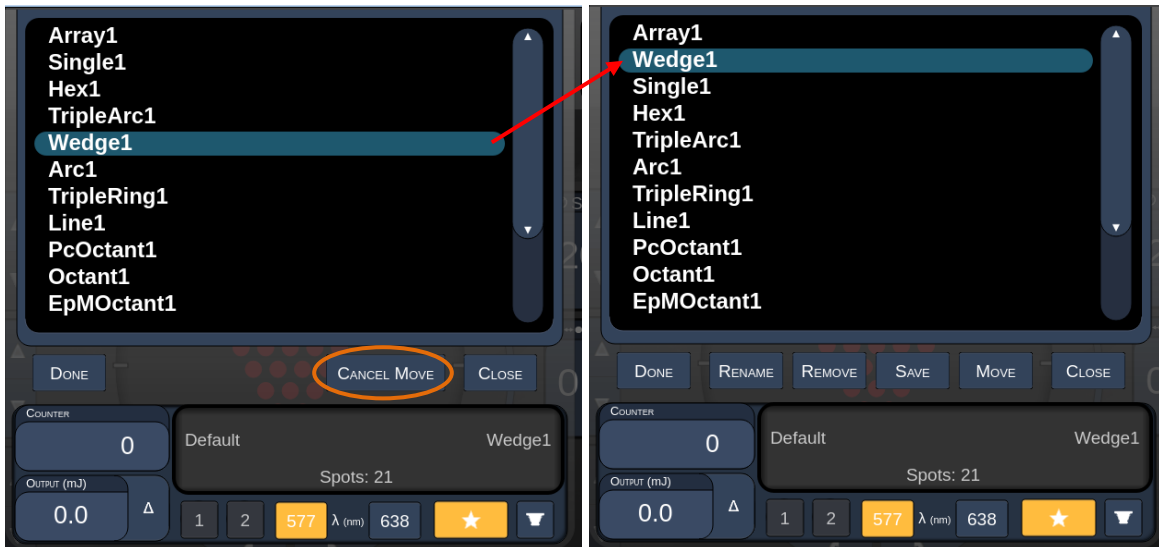 Array1
Single1
Hex1
TripleArc1
Wedge1
Arc1
TripleRing1
Line1
PcOctant1
Octant1
EpMOctant1
DONE CANCEL MOVE CLOSE
COUNTER
0
Default Wedge1
Spots: 21
OUTPUT (mJ)
0.0 Δ
1 2 577 λ (nm) 638
Array1
Wedge1
Single1
Hex1
TripleArc1
Arc1
TripleRing1
Line1
PcOctant1
Octant1
EpMOctant1
DONE RENAME REMOVE SAVE MOVE CLOSE
COUNTER
0
Default Wedge1
Spots: 21
OUTPUT (mJ)
0.0 Δ
1 2 577 λ (nm) 638